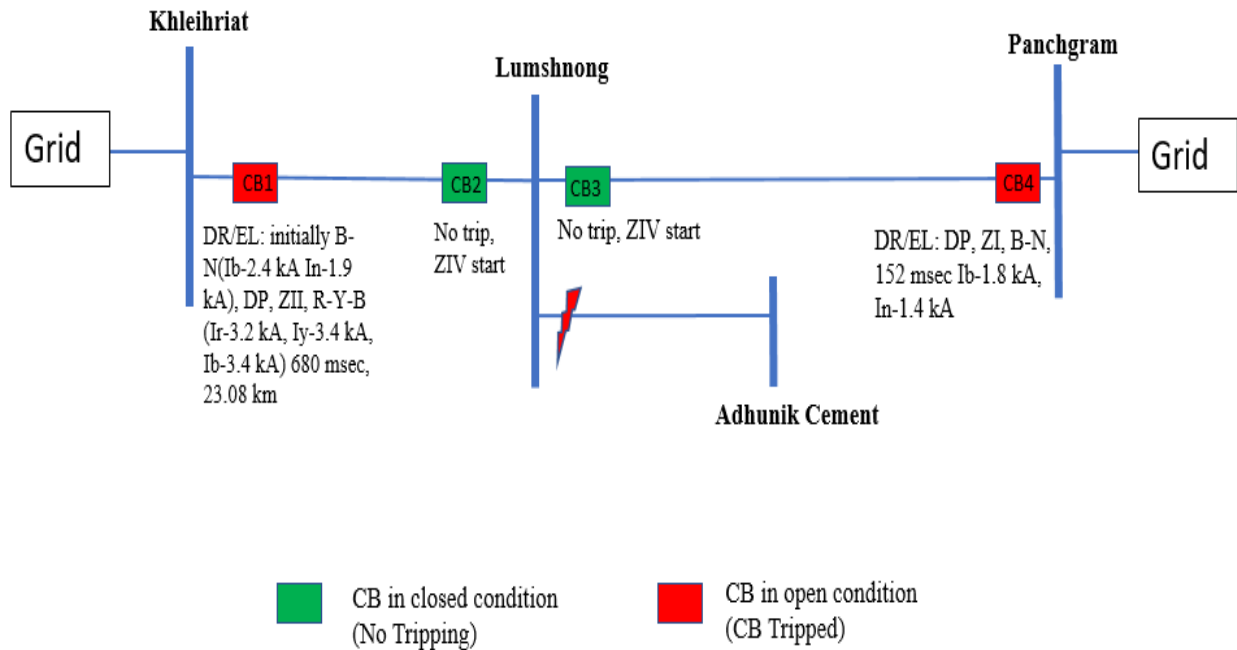 Khleihriat
Lumshnong
Panchgram
Grid
Grid
CB1
CB2
CB3
CB4
DR/EL: initially B-
N(Ib-2.4 kA In-1.9
kA), DP, ZII, R-Y-B
(Ir-3.2 kA, Iy-3.4 kA,
Ib-3.4 kA) 680 msec,
23.08 km
No trip,
ZIV start
No trip, ZIV start
DR/EL: DP, ZI, B-N,
152 msec Ib-1.8 kA,
In-1.4 kA
Adhunik Cement
CB in closed condition
(No Tripping)
CB in open condition
(CB Tripped)